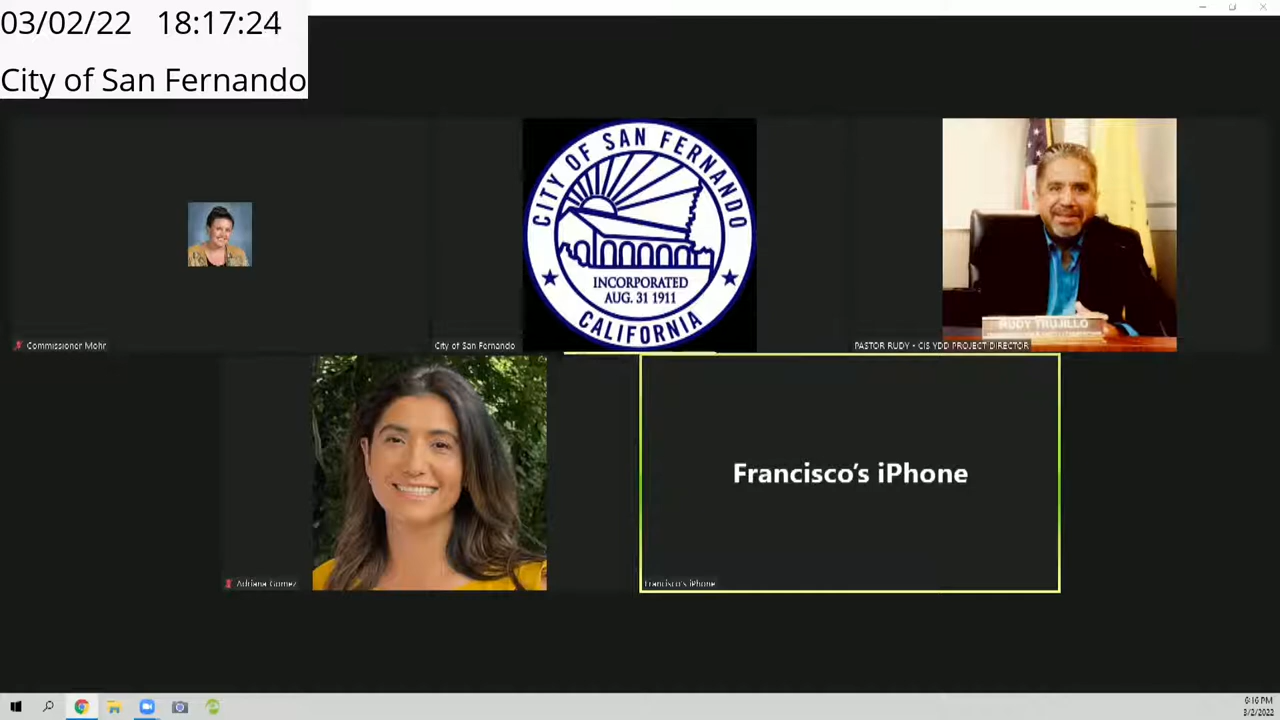 03/02/22 18:17:24
City of San Fernando
CITY OF SAN FERNANDO
INCORPORATED
AUG. 31 1911
CALIFORNIA
RUDY TRUJILLO
Commissioner Mohr
City of San Fernando
PASTOR RUDY • CIS YDD PROJECT DIRECTOR
Francisco's iPhone
Adriana Gomez
Francisco's iPhone
6:16 PM
3/2/2022